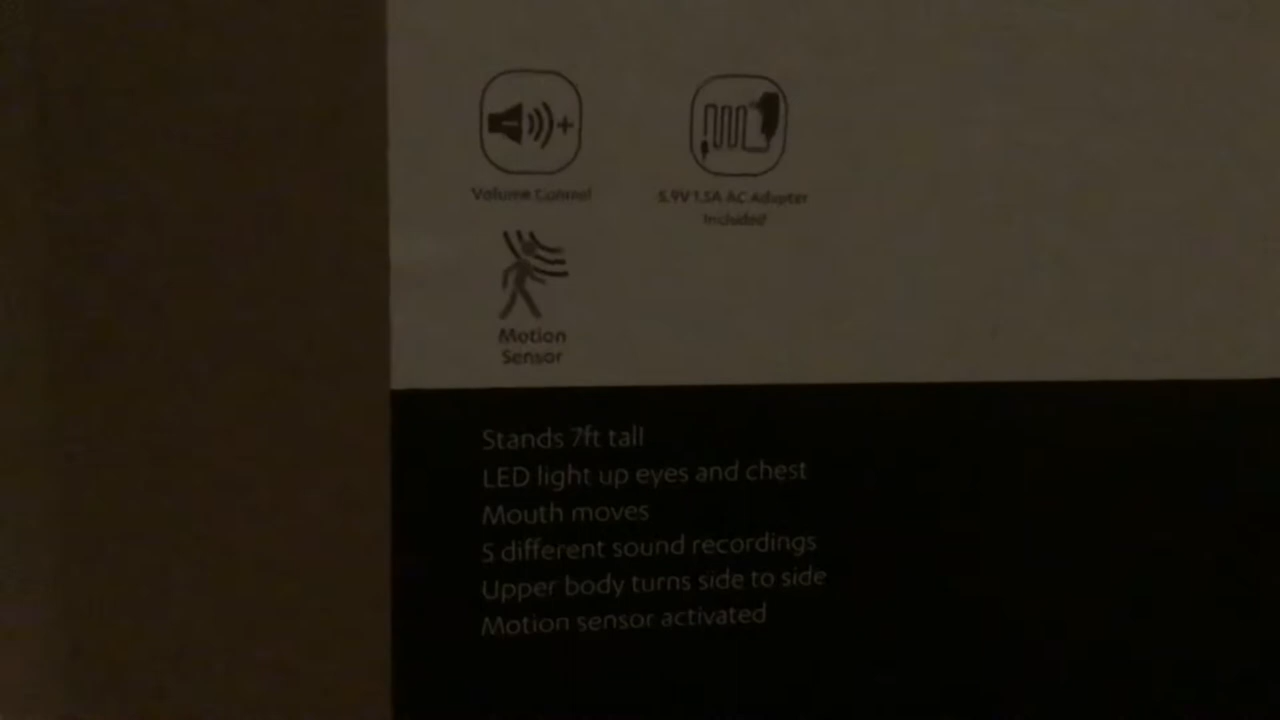 Volume Control
5.9V 1.5A AC Adapter
Included
Motion
Sensor
Stands 7ft tall
LED light up eyes and chest
Mouth moves
5 different sound recordings
Upper body turns side to side
Motion sensor activated